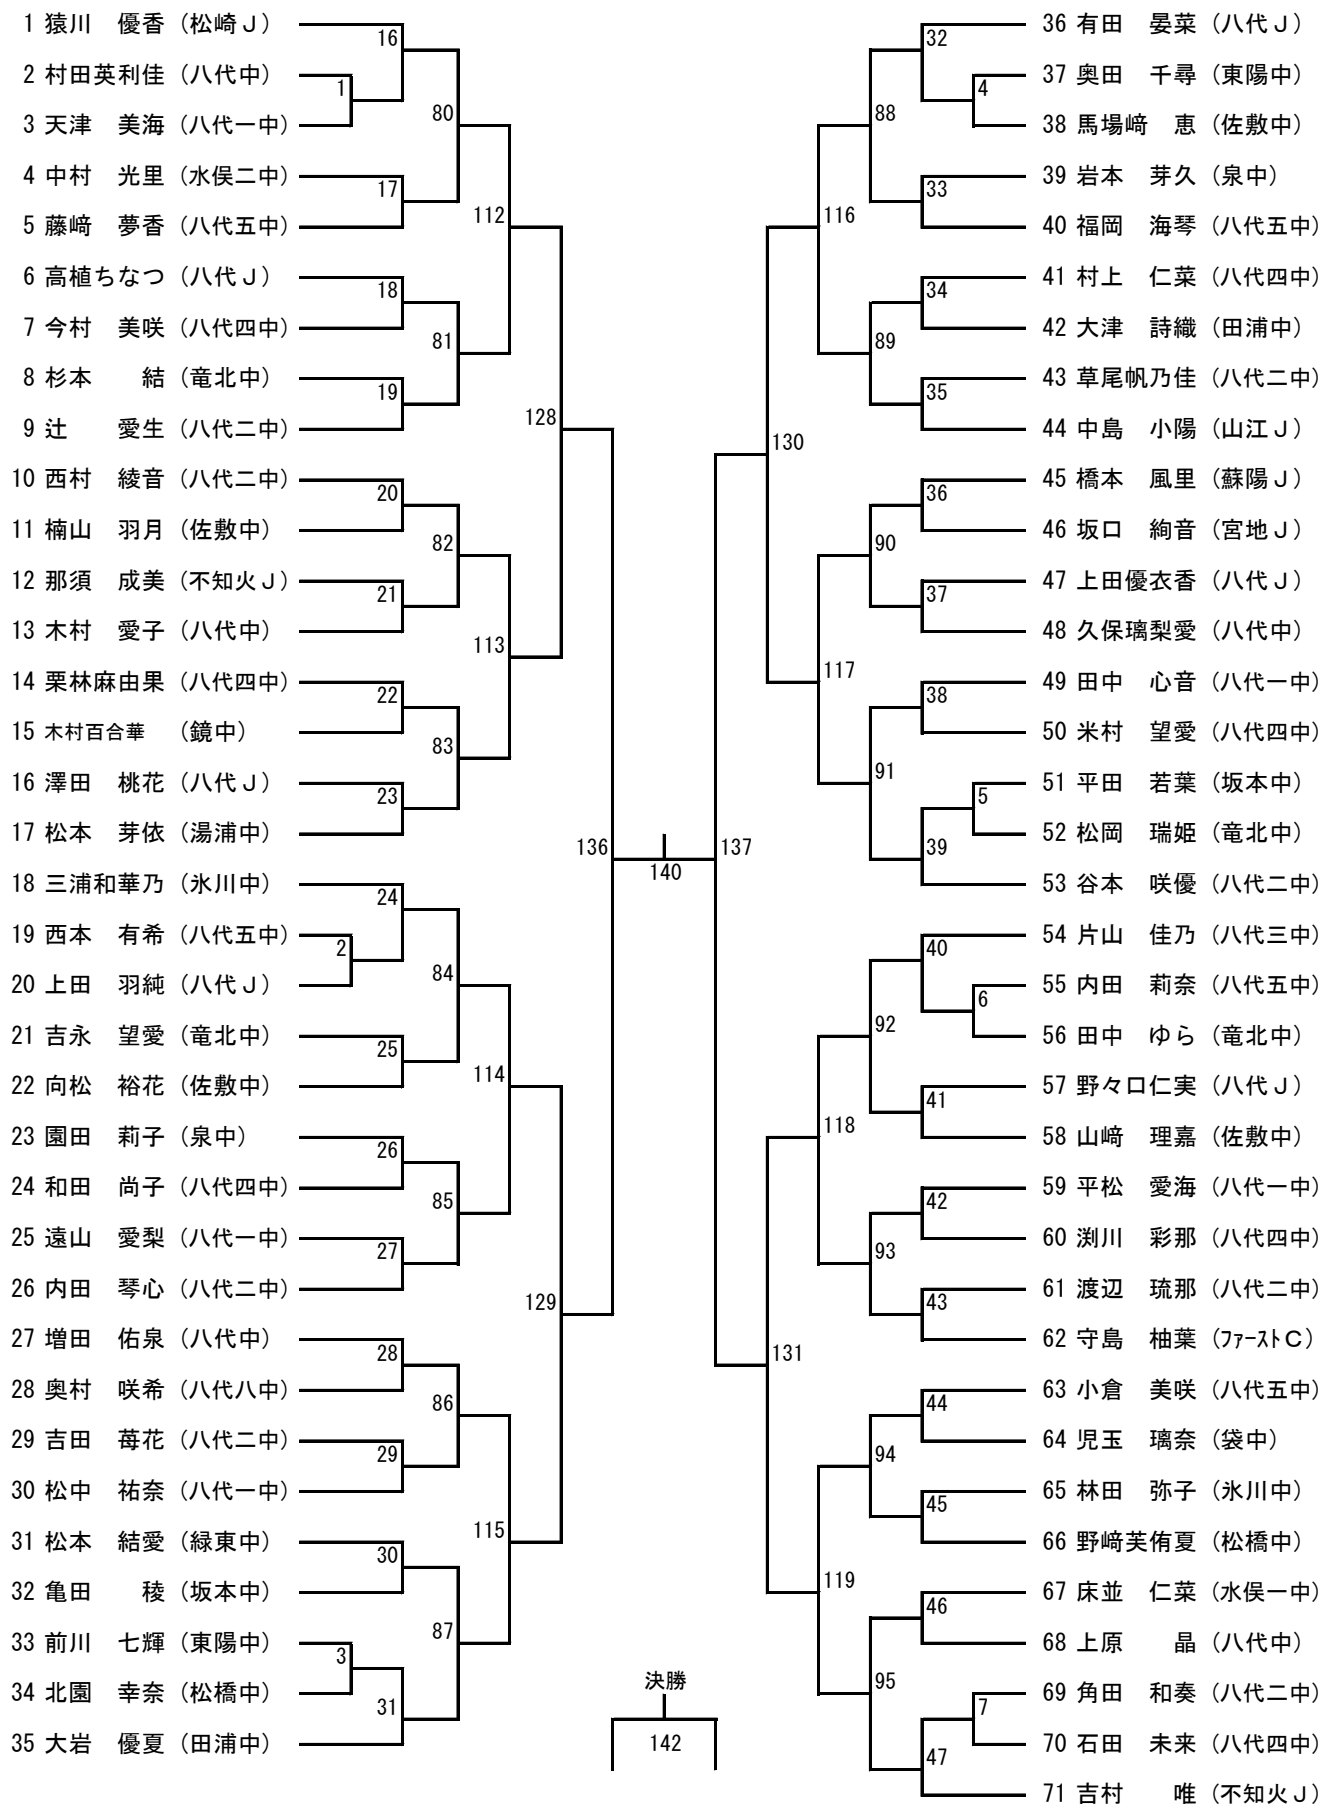 1 猿川　優香（松崎Ｊ）
2 村田英利佳（八代中）
3 天津　美海（八代一中）
4 中村　光里（水俣二中）
5 藤﨑　夢香（八代五中）
6 高植ちなつ（八代Ｊ）
7 今村　美咲（八代四中）
8 杉本　　結（竜北中）
9 辻　　愛生（八代二中）
10 西村　綾音（八代二中）
11 楠山　羽月（佐敷中）
12 那須　成美（不知火Ｊ）
13 木村　愛子（八代中）
14 栗林麻由果（八代四中）
15 木村百合華　（鏡中）
16 澤田　桃花（八代Ｊ）
17 松本　芽依（湯浦中）
18 三浦和華乃（氷川中）
19 西本　有希（八代五中）
20 上田　羽純（八代Ｊ）
21 吉永　望愛（竜北中）
22 向松　裕花（佐敷中）
23 園田　莉子（泉中）
24 和田　尚子（八代四中）
25 遠山　愛梨（八代一中）
26 内田　琴心（八代二中）
27 増田　佑泉（八代中）
28 奥村　咲希（八代八中）
29 吉田　苺花（八代二中）
30 松中　祐奈（八代一中）
31 松本　結愛（緑東中）
32 亀田　　稜（坂本中）
33 前川　七輝（東陽中）
34 北園　幸奈（松橋中）
35 大岩　優夏（田浦中）
1
2
3
16
17
18
19
20
21
22
23
24
25
26
27
28
29
30
31
80
81
82
83
84
85
86
87
112
113
114
115
128
129
136
140
137
130
131
116
117
118
119
88
89
90
91
92
93
94
95
32
33
34
35
36
37
38
39
40
41
42
43
44
45
46
47
4
5
6
7
36 有田　晏菜（八代Ｊ）
37 奥田　千尋（東陽中）
38 馬場﨑　恵（佐敷中）
39 岩本　芽久（泉中）
40 福岡　海琴（八代五中）
41 村上　仁菜（八代四中）
42 大津　詩織（田浦中）
43 草尾帆乃佳（八代二中）
44 中島　小陽（山江Ｊ）
45 橋本　風里（蘇陽Ｊ）
46 坂口　絢音（宮地Ｊ）
47 上田優衣香（八代Ｊ）
48 久保璃梨愛（八代中）
49 田中　心音（八代一中）
50 米村　望愛（八代四中）
51 平田　若葉（坂本中）
52 松岡　瑞姫（竜北中）
53 谷本　咲優（八代二中）
54 片山　佳乃（八代三中）
55 内田　莉奈（八代五中）
56 田中　ゆら（竜北中）
57 野々口仁実（八代Ｊ）
58 山﨑　理嘉（佐敷中）
59 平松　愛海（八代一中）
60 渕川　彩那（八代四中）
61 渡辺　琉那（八代二中）
62 守島　柚葉（ﾌｧｰｽﾄＣ）
63 小倉　美咲（八代五中）
64 児玉　璃奈（袋中）
65 林田　弥子（氷川中）
66 野﨑芙侑夏（松橋中）
67 床並　仁菜（水俣一中）
68 上原　　晶（八代中）
69 角田　和奏（八代二中）
70 石田　未来（八代四中）
71 吉村　　唯（不知火Ｊ）
決勝
142